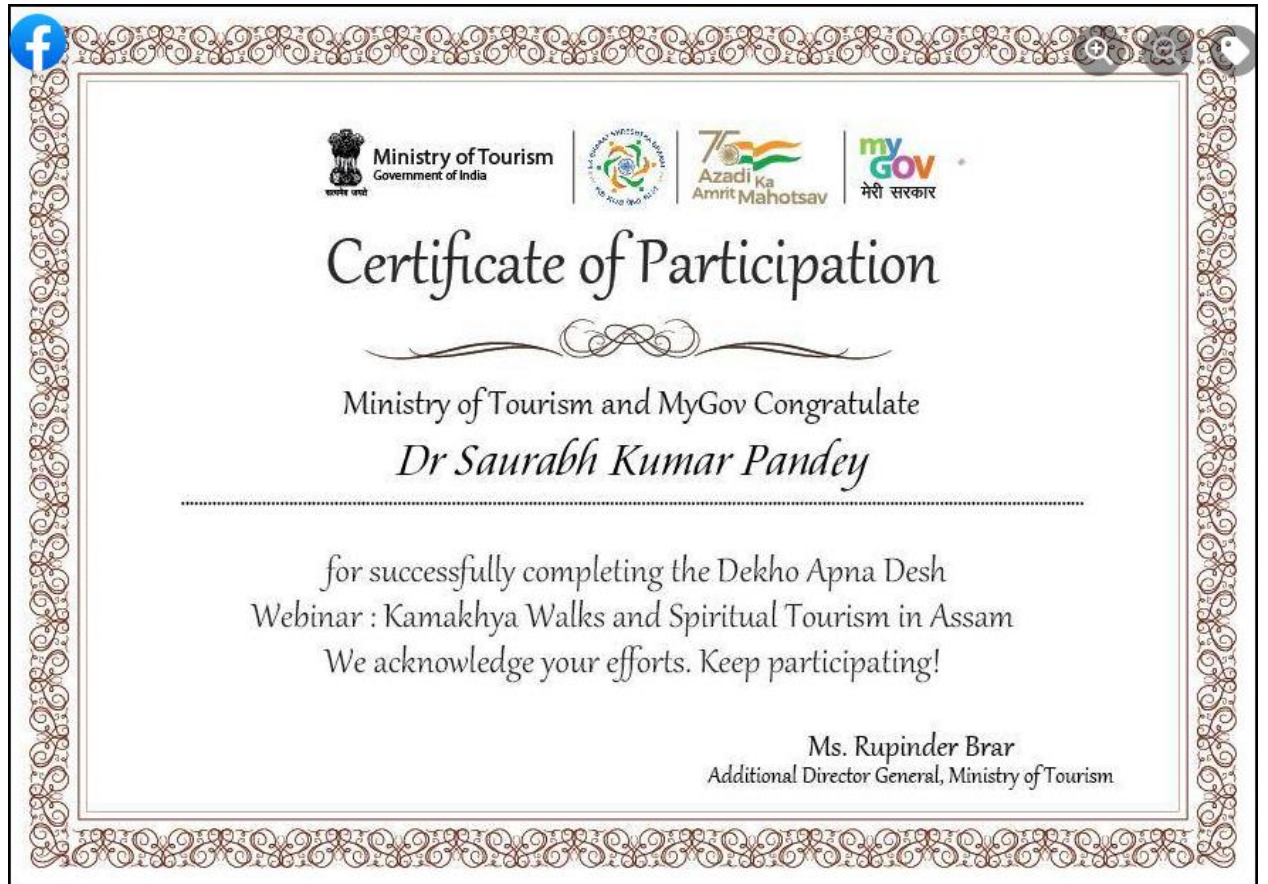 सत्यमेव जयते
Ministry of Tourism
Government of India
75
Azadi Ka
Amrit Mahotsav
my
GOV
मेरी सरकार
Certificate of Participation
Ministry of Tourism and MyGov Congratulate
Dr Saurabh Kumar Pandey
for successfully completing the Dekho Apna Desh
Webinar : Kamakhya Walks and Spiritual Tourism in Assam
We acknowledge your efforts. Keep participating!
Ms. Rupinder Brar
Additional Director General, Ministry of Tourism